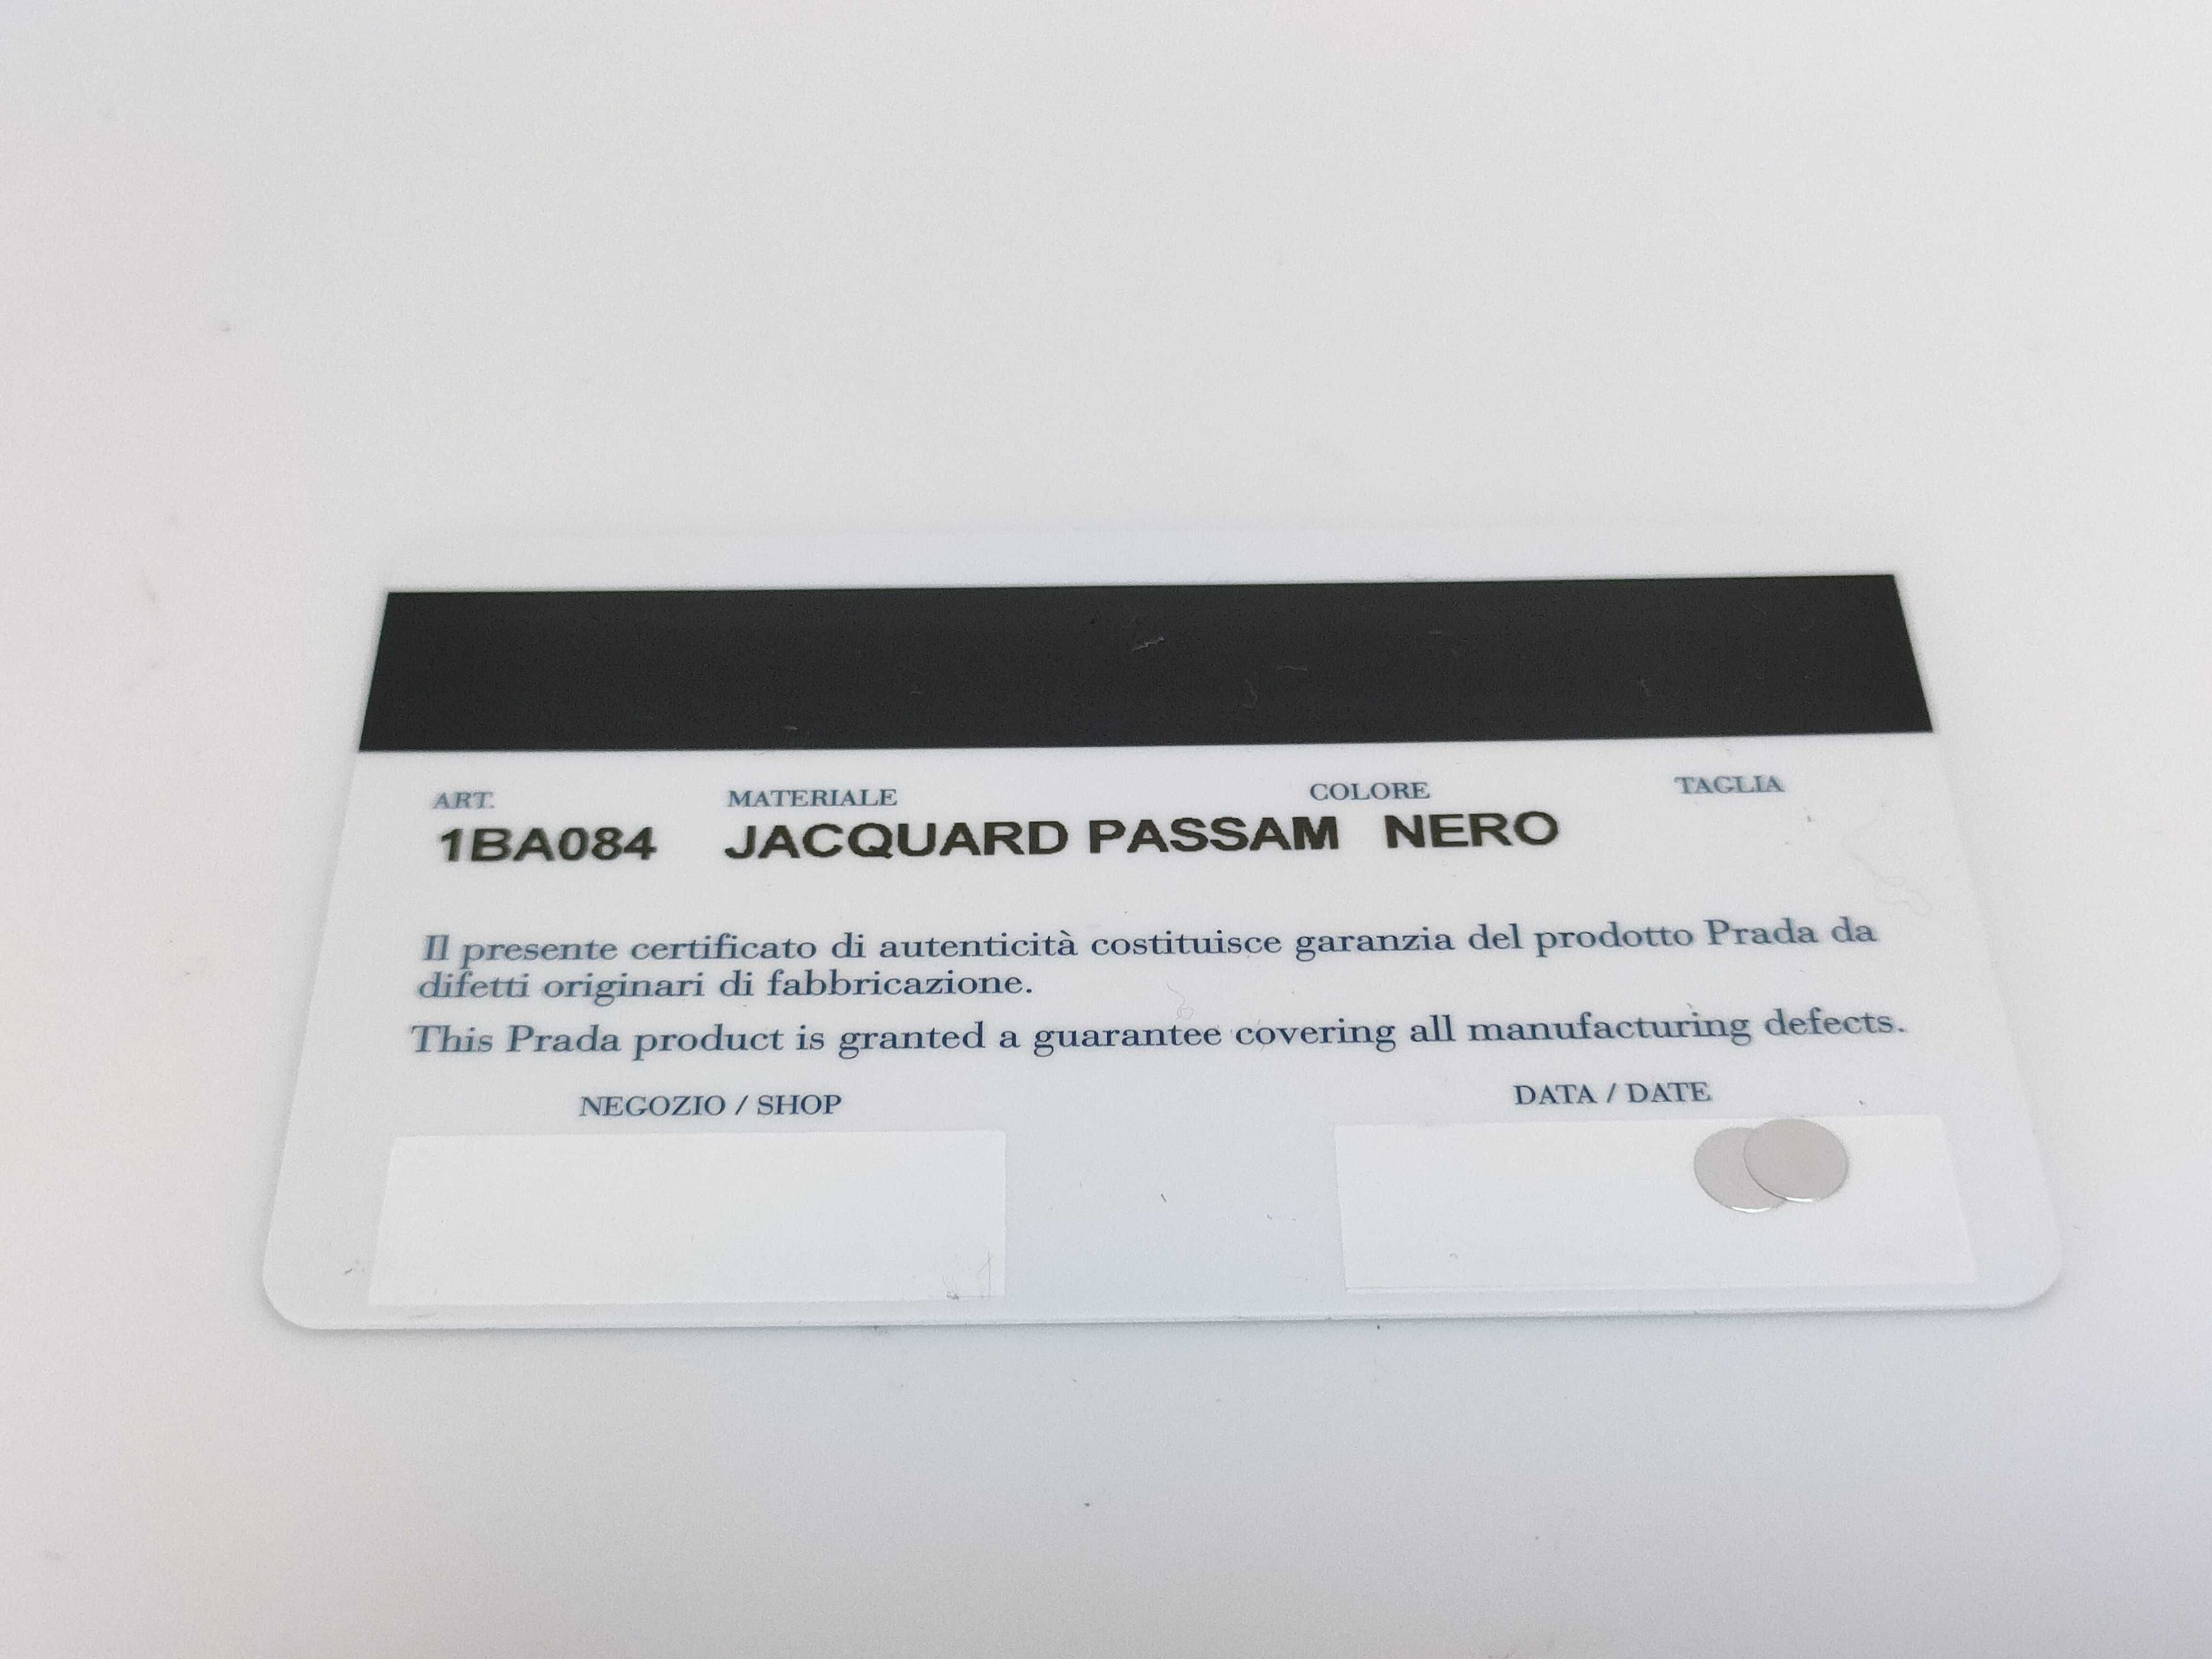 ART. MATERIALE COLORE TAGLIA
1BA084 JACQUARD PASSAM NERO
Il presente certificato di autenticità costituisce garanzia del prodotto Prada da
difetti originari di fabbricazione.
This Prada product is granted a guarantee covering all manufacturing defects.
NEGOZIO / SHOP DATA / DATE